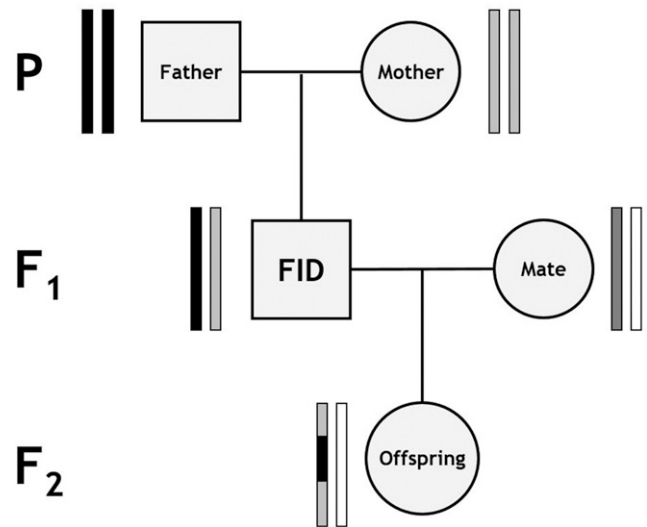 P
Father
Mother
F₁
FID
Mate
F₂
Offspring